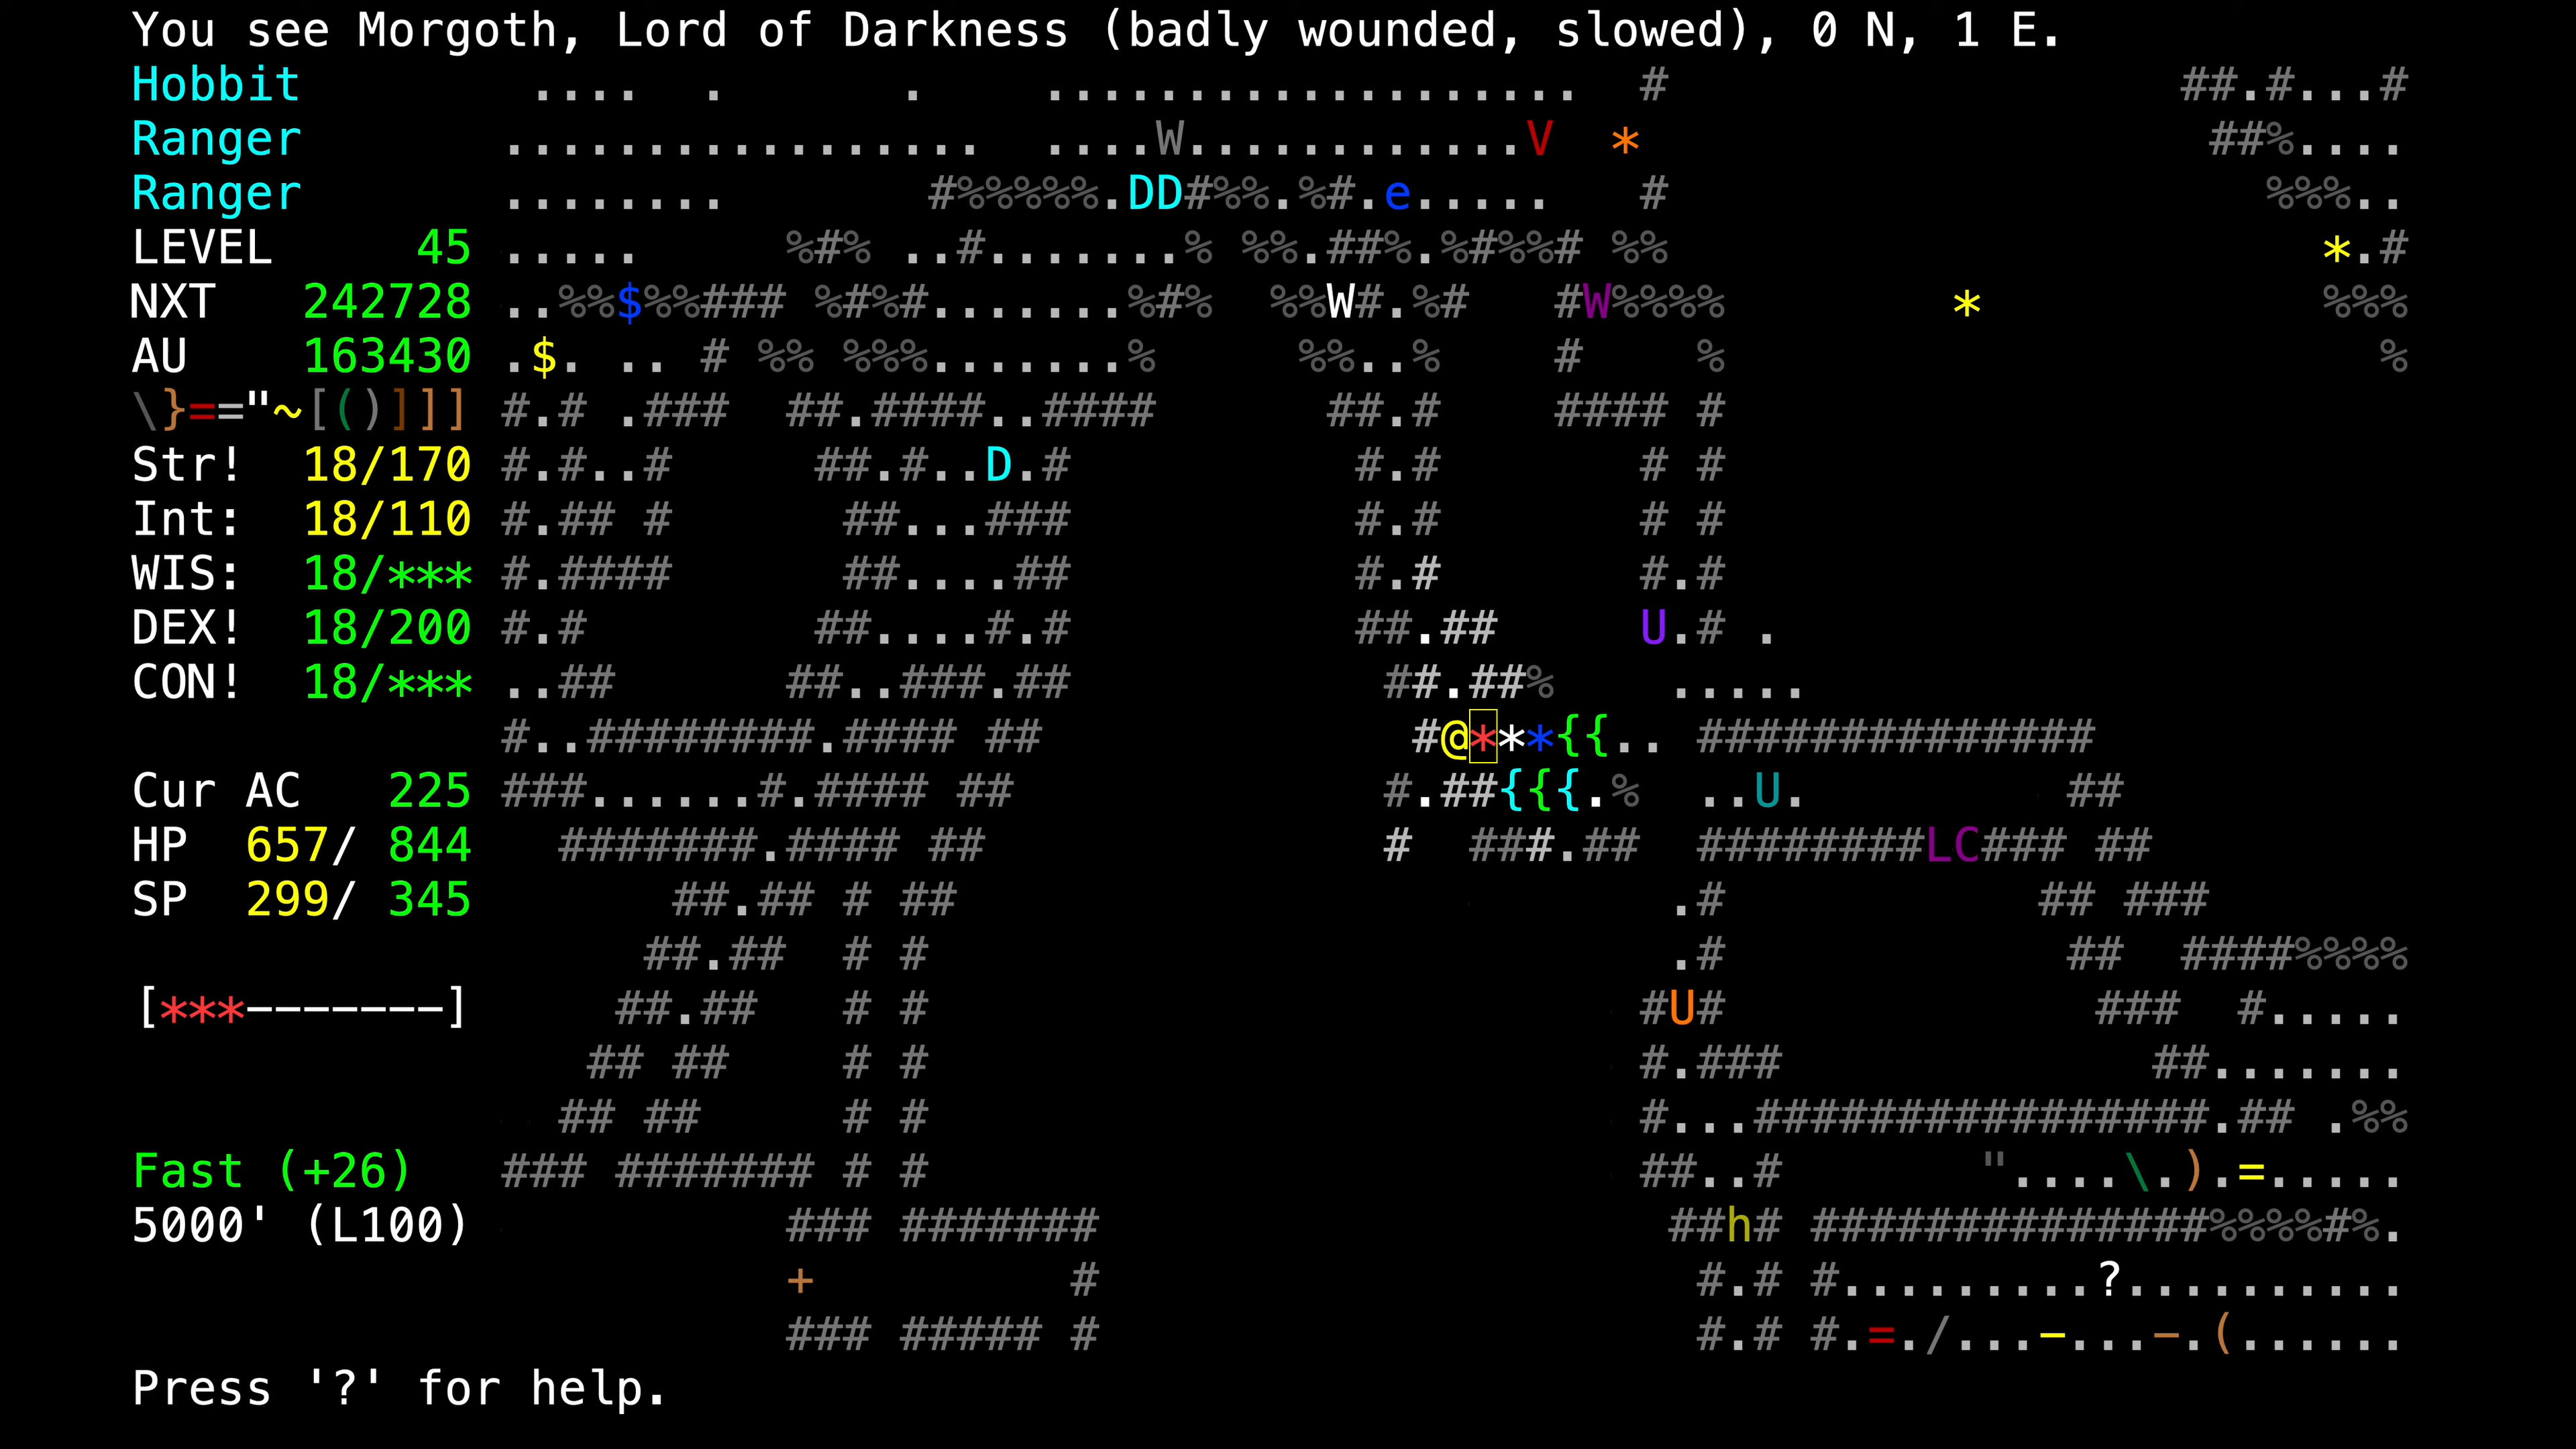 You see Morgoth, Lord of Darkness (badly wounded, slowed), 0 N, 1 E.
Hobbit
Ranger
Ranger
LEVEL 45
NXT 242728
AU 163430
\}=="~[()]]]
Str! 18/170
Int: 18/110
WIS: 18/***
DEX! 18/200
CON! 18/***
Cur AC 225
HP 657/ 844
SP 299/ 345
[***-------]
Fast (+26)
5000' (L100)
Press '?' for help.